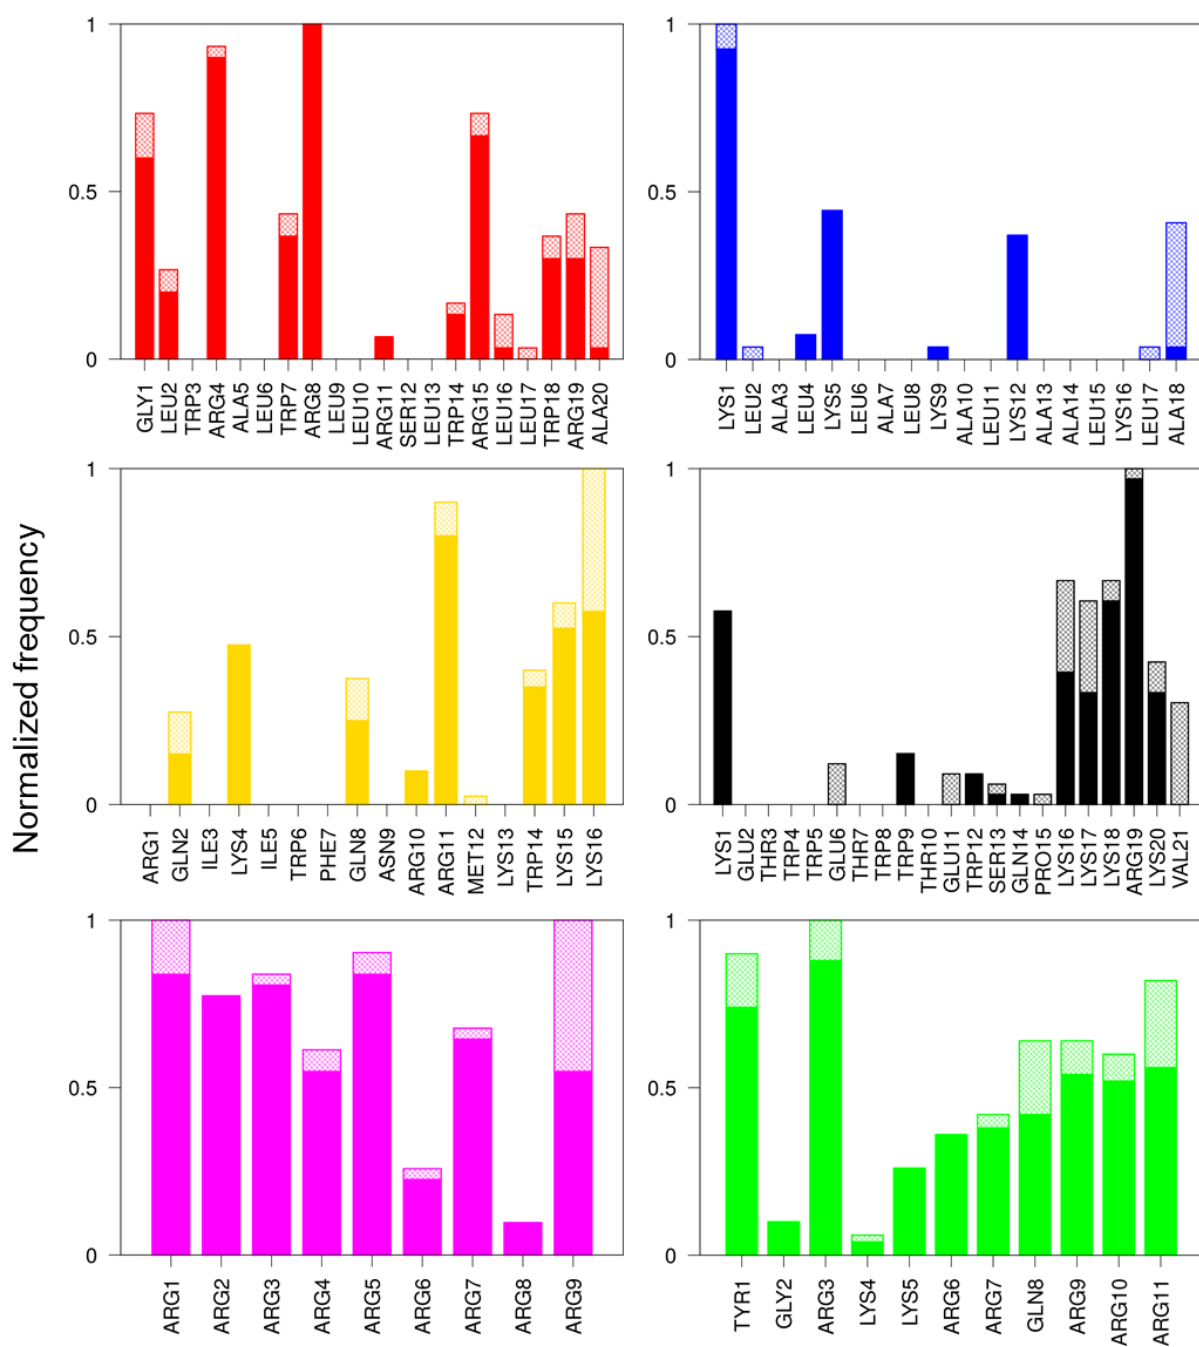 Normalized frequency
1
0.5
0
GLY1 LEU2 TRP3 ARG4 ALA5 LEU6 TRP7 ARG8 LEU9 LEU10 ARG11 SER12 LEU13 TRP14 ARG15 LEU16 LEU17 TRP18 ARG19 ALA20
1
0.5
0
LYS1 LEU2 ALA3 LEU4 LYS5 LEU6 ALA7 LEU8 LYS9 ALA10 LEU11 LYS12 ALA13 ALA14 LEU15 LYS16 LEU17 ALA18
1
0.5
0
ARG1 GLN2 ILE3 LYS4 ILE5 TRP6 PHE7 GLN8 ASN9 ARG10 ARG11 MET12 LYS13 TRP14 LYS15 LYS16
1
0.5
0
LYS1 GLU2 THR3 TRP4 TRP5 GLU6 THR7 TRP8 TRP9 THR10 GLU11 TRP12 SER13 GLN14 PRO15 LYS16 LYS17 LYS18 ARG19 LYS20 VAL21
1
0.5
0
ARG1 ARG2 ARG3 ARG4 ARG5 ARG6 ARG7 ARG8 ARG9
1
0.5
0
TYR1 GLY2 ARG3 LYS4 LYS5 ARG6 ARG7 GLN8 ARG9 ARG10 ARG11